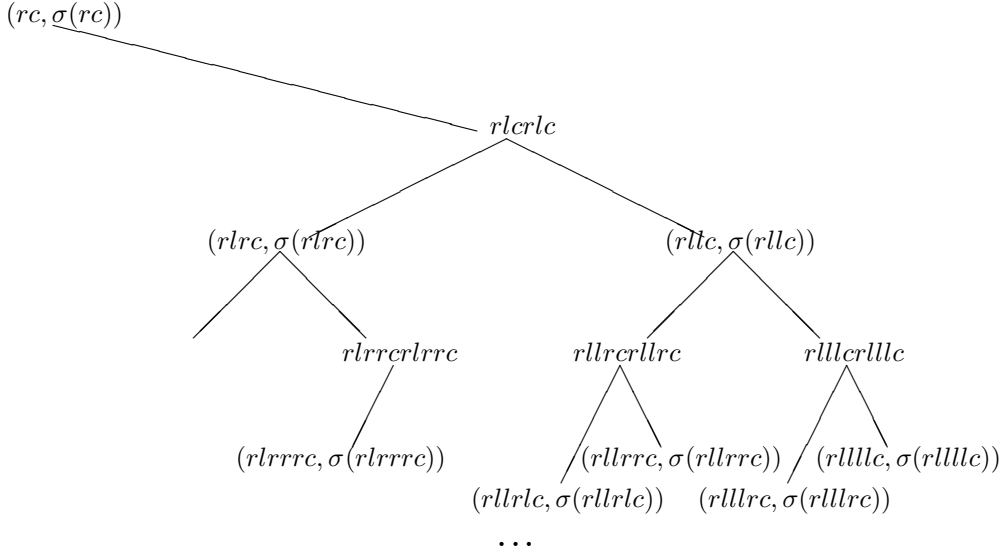 (rc, σ(rc))
rlcrlc
(rlrc, σ(rlrc)) (rllc, σ(rllc))
rlrrcrlrrc rllrcrllrc rlllcrlllc
(rlrrrc, σ(rlrrrc)) (rllrrc, σ(rllrrc)) (rllllc, σ(rllllc))
(rllrlc, σ(rllrlc)) (rlllrc, σ(rlllrc))
...